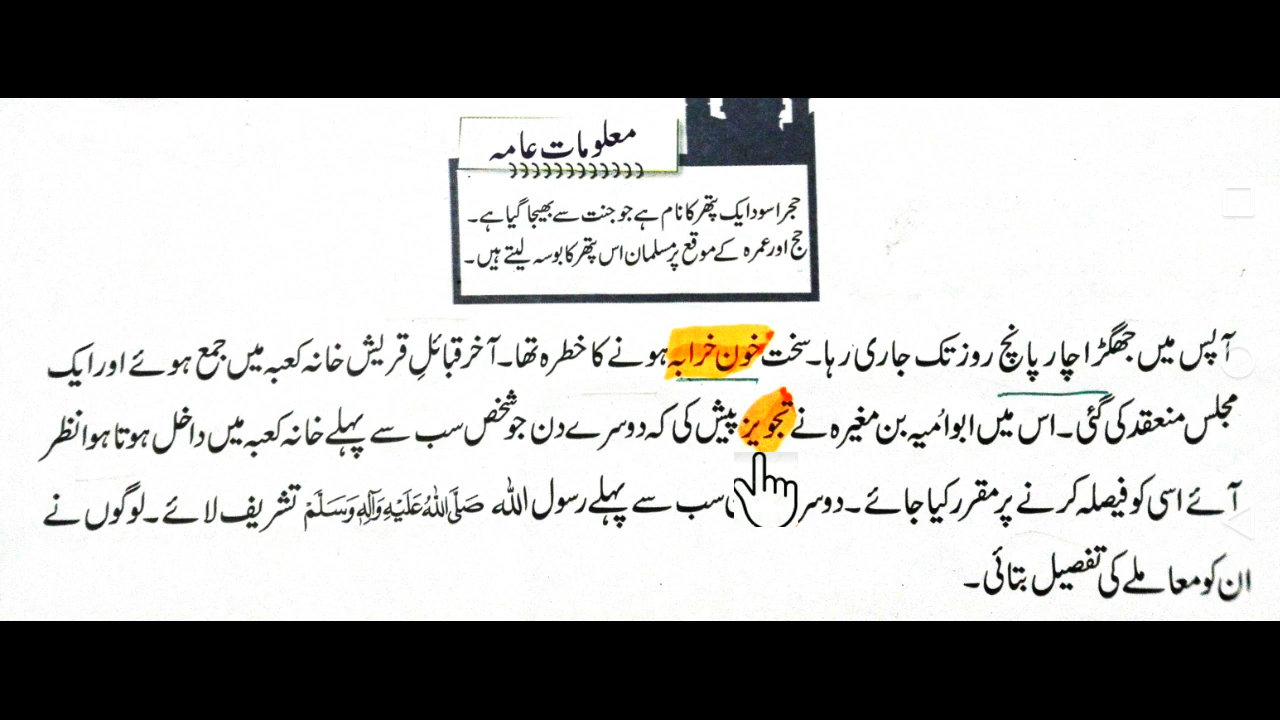 معلومات عامہ
حجر اسود ایک پتھر کا نام ہے جو جنت سے بھیجا گیا ہے۔
حج اور عمرہ کے موقع پر مسلمان اس پتھر کا بوسہ لیتے ہیں۔
آپس میں جھگڑا چار پانچ روز تک جاری رہا۔ سخت خون خرابہ ہونے کا خطرہ تھا۔ آخر قبائلِ قریش خانہ کعبہ میں جمع ہوئے اور ایک
مجلس منعقد کی گئی۔ اس میں ابو اُمیہ بن مغیرہ نے تجویز پیش کی کہ دوسرے دن جو شخص سب سے پہلے خانہ کعبہ میں داخل ہوتا ہوا نظر
آئے اسی کو فیصلہ کرنے پر مقرر کیا جائے۔ سب سے پہلے رسول اللہ صَلَّی اللہُ عَلَیْہِ وَآلِہٖ وَسَلَّمَ تشریف لائے۔ لوگوں نے
ان کو معاملے کی تفصیل بتائی۔